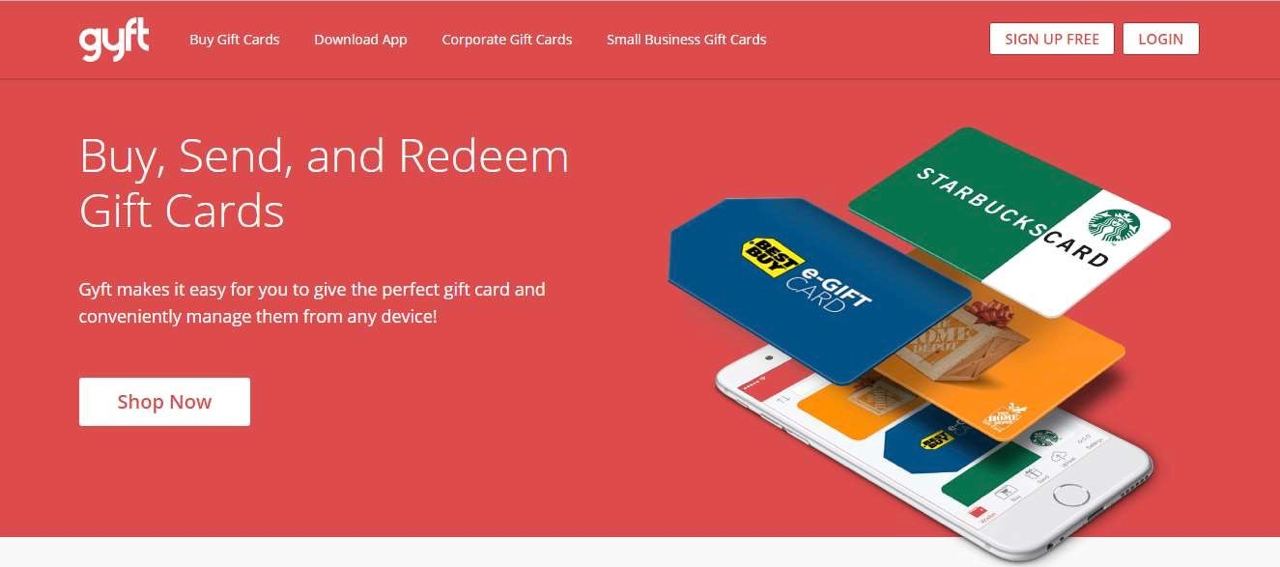 gyft
Buy Gift Cards
Download App
Corporate Gift Cards
Small Business Gift Cards
SIGN UP FREE
LOGIN
Buy, Send, and Redeem
Gift Cards
Gyft makes it easy for you to give the perfect gift card and
conveniently manage them from any device!
Shop Now
STARBUCKS CARD
BEST
BUY
e-GIFT
CARD
THE
HOME
DEPOT
BEST
BUY